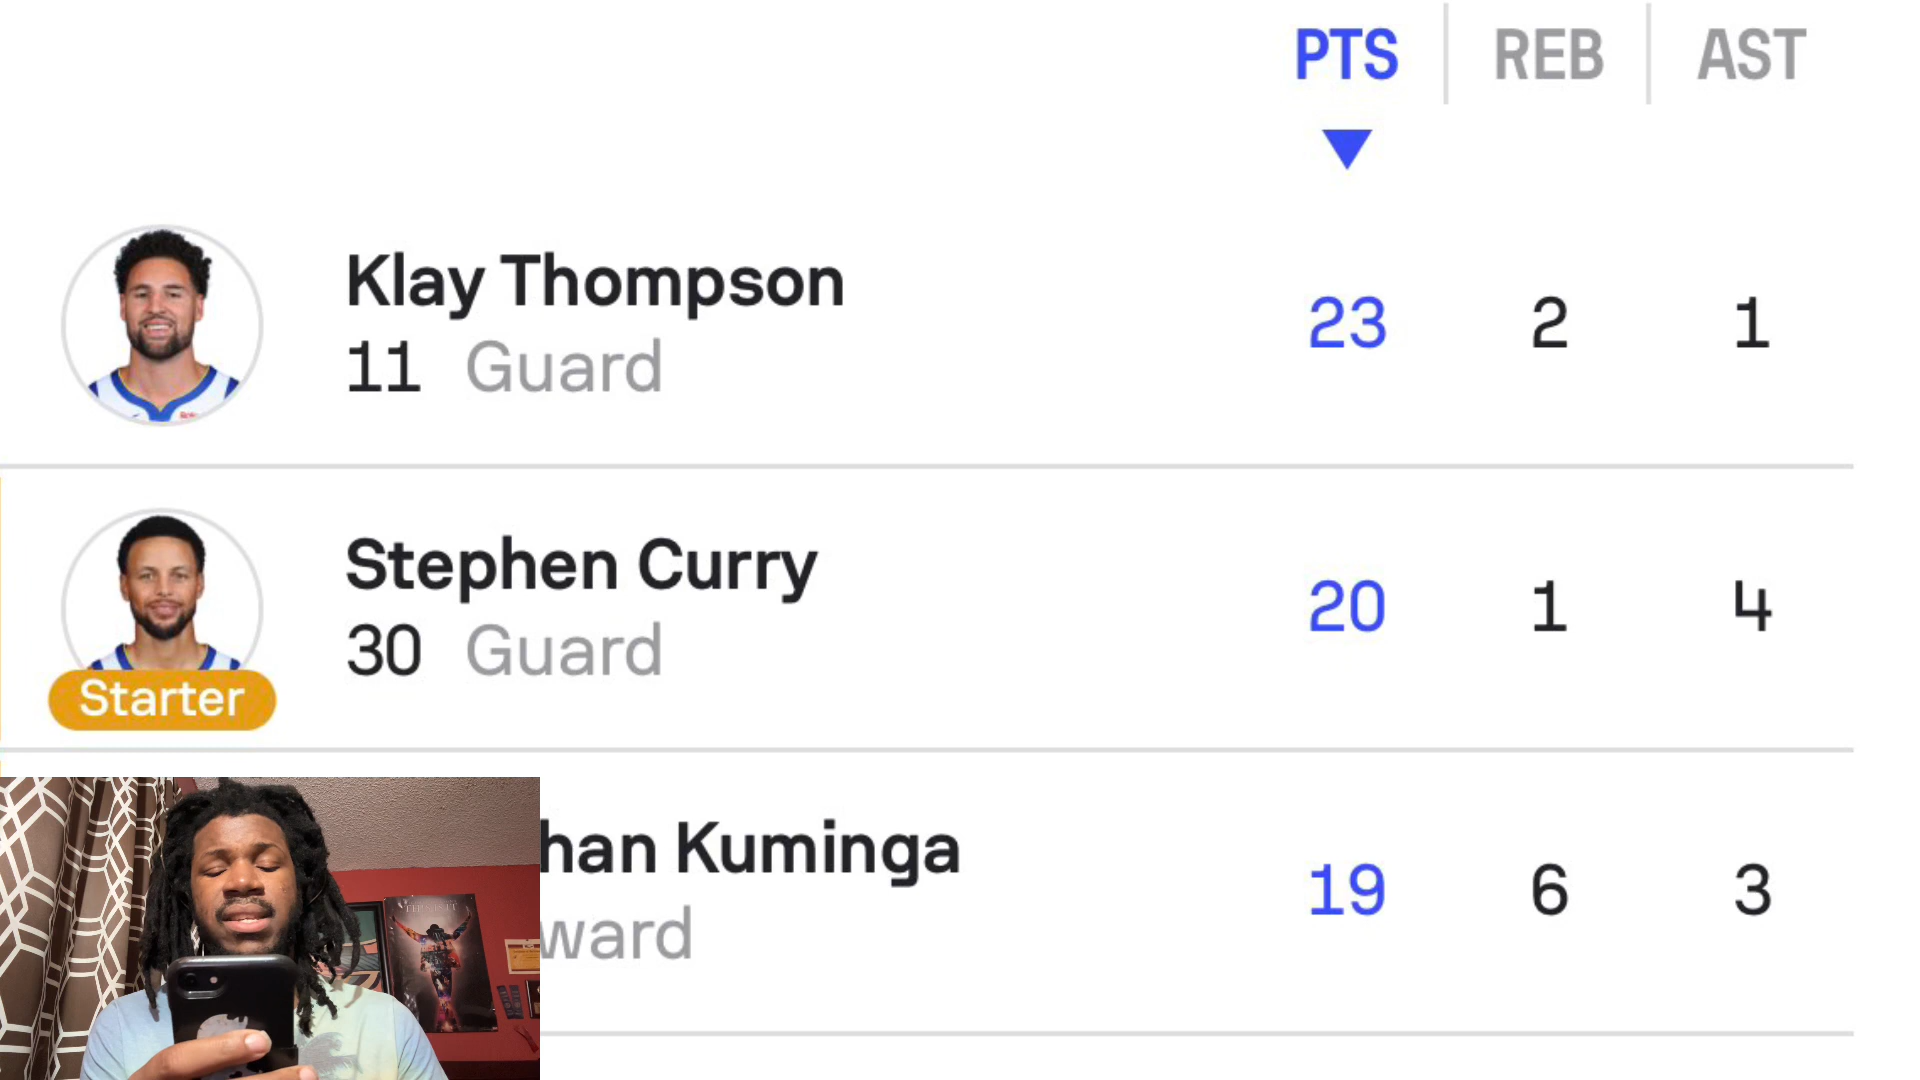 PTS REB AST
Klay Thompson
11 Guard
23 2 1
Stephen Curry
30 Guard
20 1 4
Starter
han Kuminga
ward
19 6 3